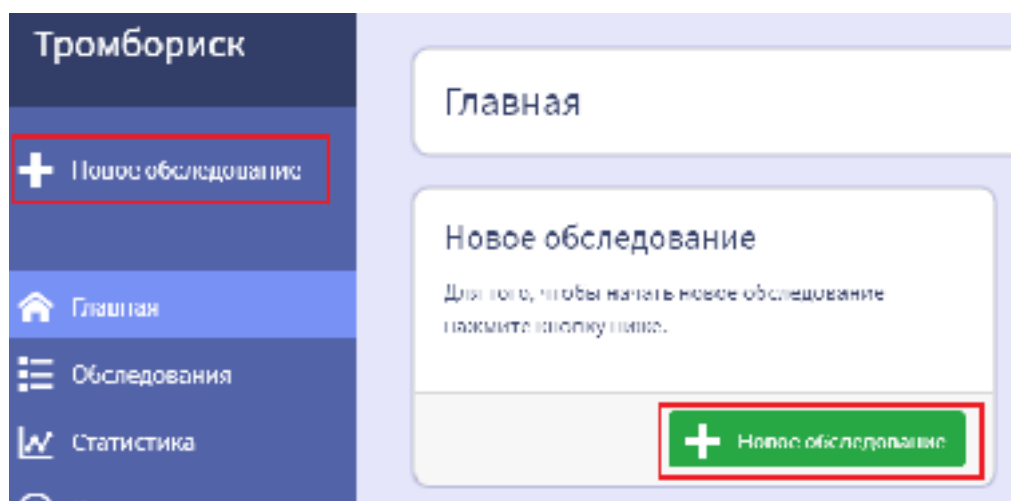 Тромбориск
Новое обследование
Главная
Обследования
Статистика
Главная
Новое обследование
Для того, чтобы начать новое обследование
нажмите кнопку ниже.
Новое обследование